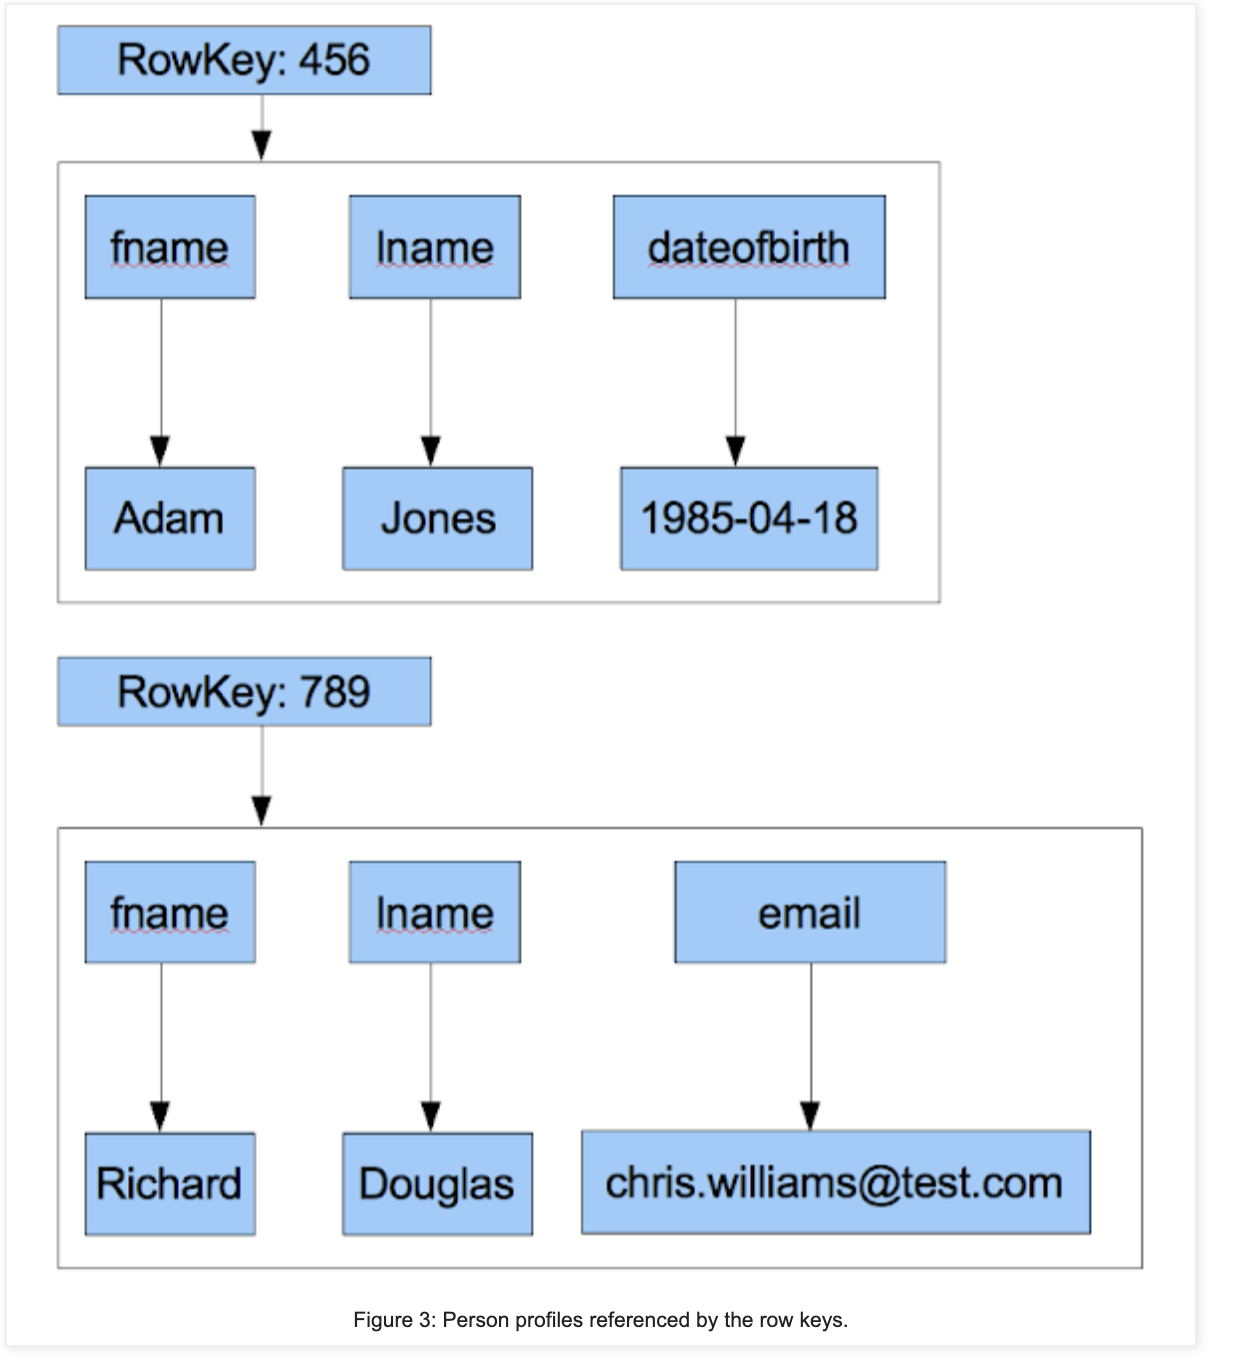 RowKey: 456
fname lname dateofbirth
Adam Jones 1985-04-18
RowKey: 789
fname lname email
Richard Douglas chris.williams@test.com
Figure 3: Person profiles referenced by the row keys.